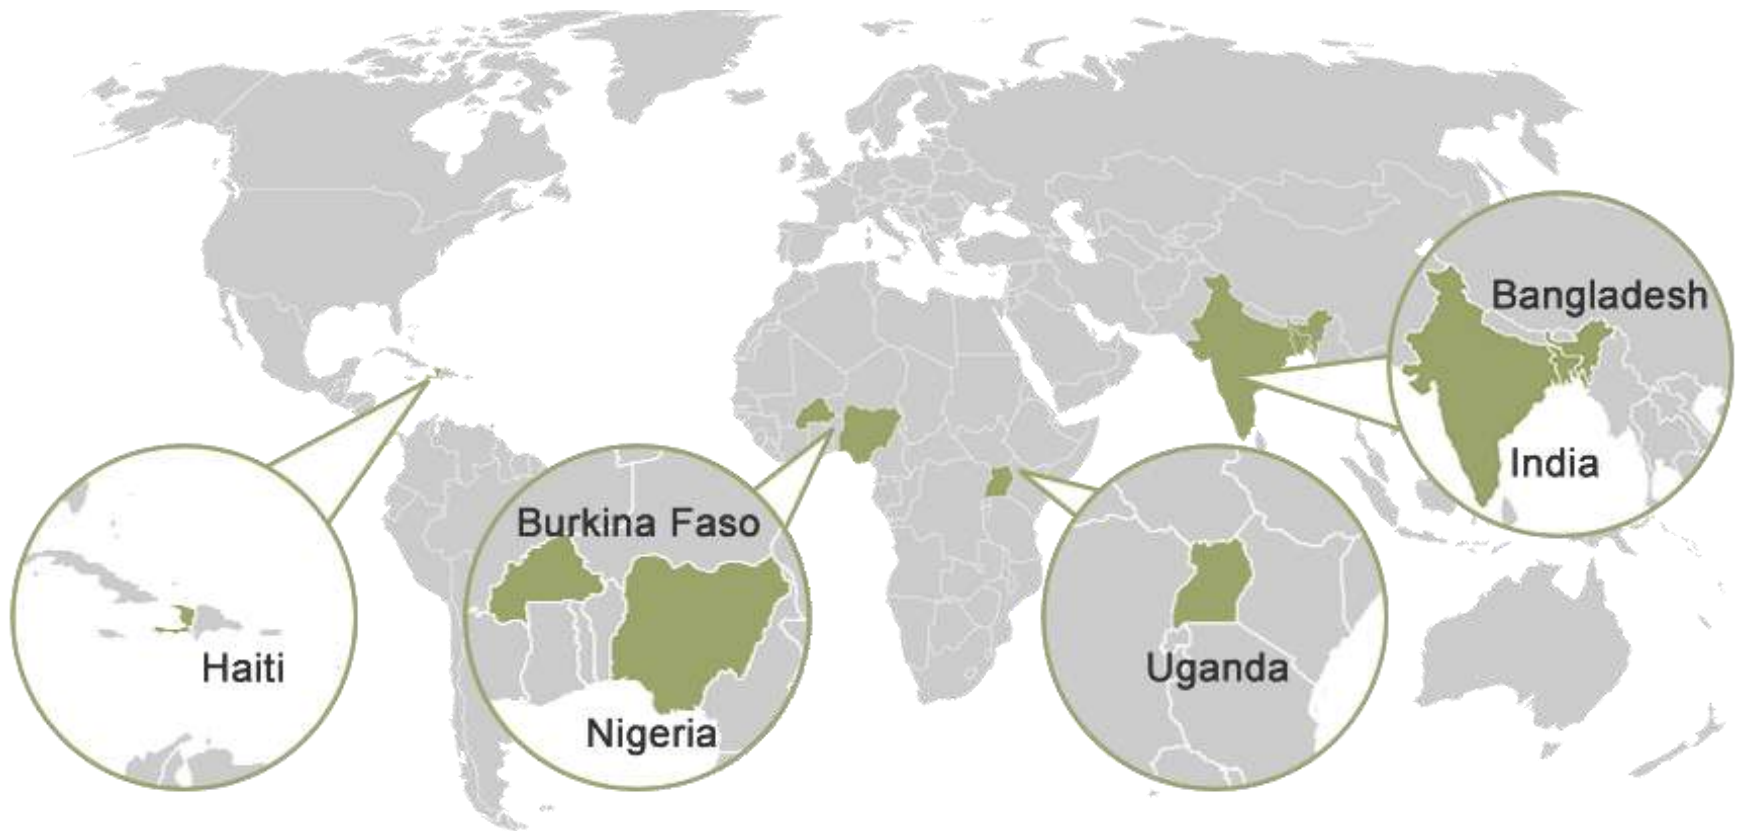 Bangladesh
India
Burkina Faso
Haiti
Uganda
Nigeria